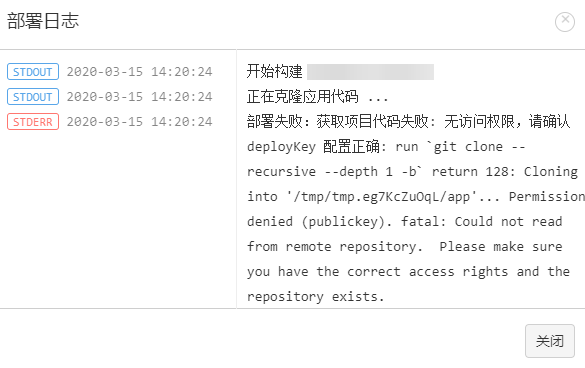 部署日志
STDOUT 2020-03-15 14:20:24 开始构建
STDOUT 2020-03-15 14:20:24 正在克隆应用代码 ...
STDERR 2020-03-15 14:20:24 部署失败: 获取项目代码失败: 无访问权限，请确认
deployKey 配置正确: run `git clone --
recursive --depth 1 -b` return 128: Cloning
into '/tmp/tmp.eg7KcZuOqL/app'... Permission
denied (publickey). fatal: Could not read
from remote repository.  Please make sure
you have the correct access rights and the
repository exists.
关闭